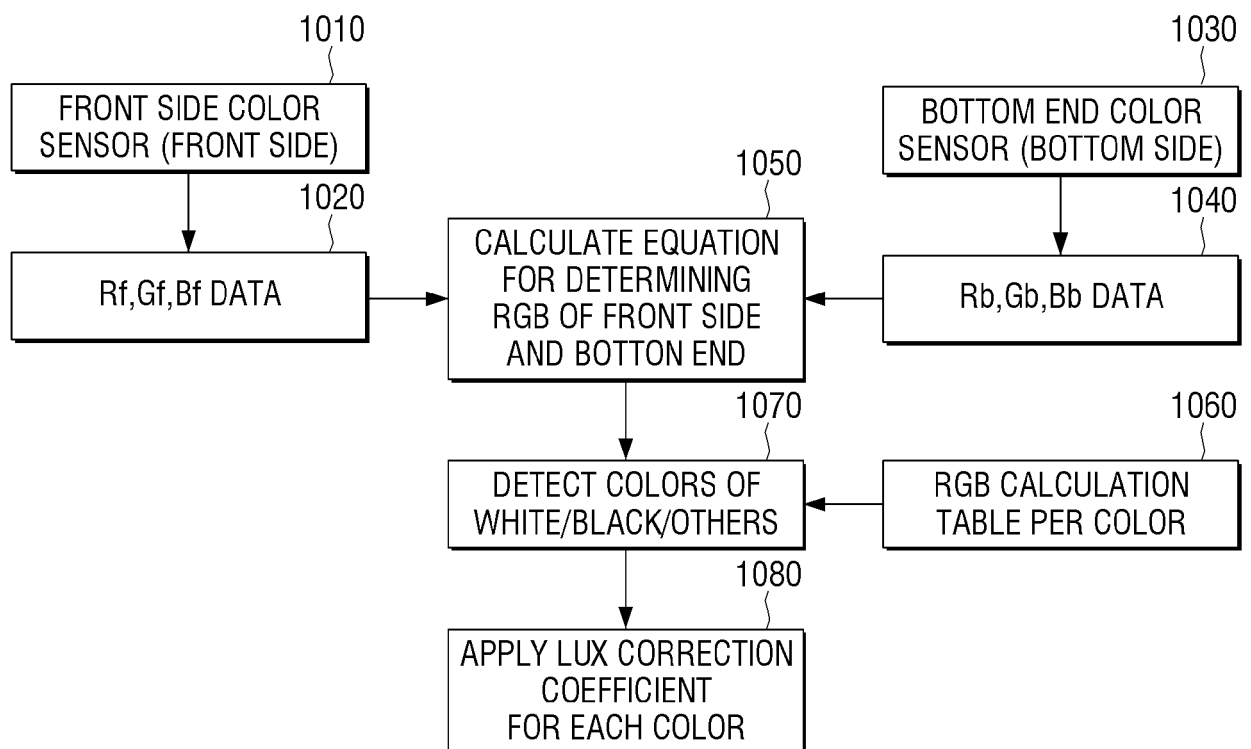 1010
FRONT SIDE COLOR
SENSOR (FRONT SIDE)
1020
Rf,Gf,Bf DATA
1030
BOTTOM END COLOR
SENSOR (BOTTOM SIDE)
1040
Rb,Gb,Bb DATA
1050
CALCULATE EQUATION
FOR DETERMINING
RGB OF FRONT SIDE
AND BOTTON END
1060
RGB CALCULATION
TABLE PER COLOR
1070
DETECT COLORS OF
WHITE/BLACK/OTHERS
1080
APPLY LUX CORRECTION
COEFFICIENT
FOR EACH COLOR